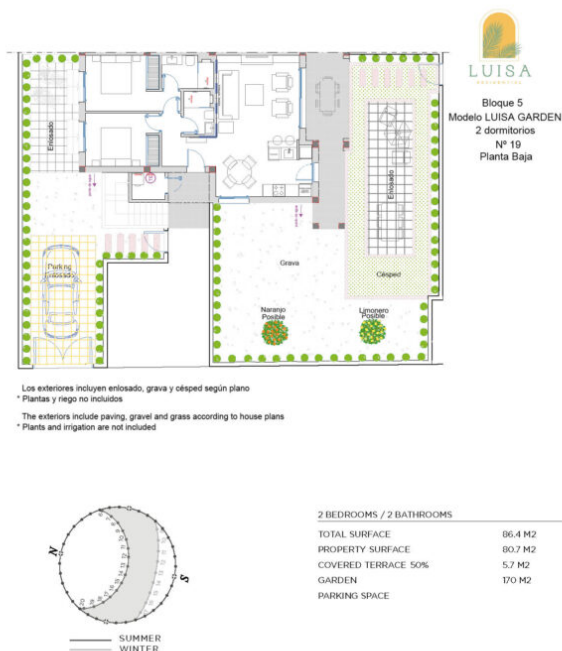 LUISA
Bloque 5
Modelo LUISA GARDEN
2 dormitorios
Nº 19
Planta Baja
Enlosado
Enlosado
Parking
Enlosado
Grava
Césped
Naranjo
Posible
Limonero
Posible
Los exteriores incluyen enlosado, grava y césped según plano
* Plantas y riego no incluidos
The exteriors include paving, gravel and grass according to house plans
* Plants and irrigation are not included
N
S
SUMMER
WINTER
2 BEDROOMS / 2 BATHROOMS
TOTAL SURFACE 86.4 M2
PROPERTY SURFACE 80.7 M2
COVERED TERRACE 50% 5.7 M2
GARDEN 170 M2
PARKING SPACE